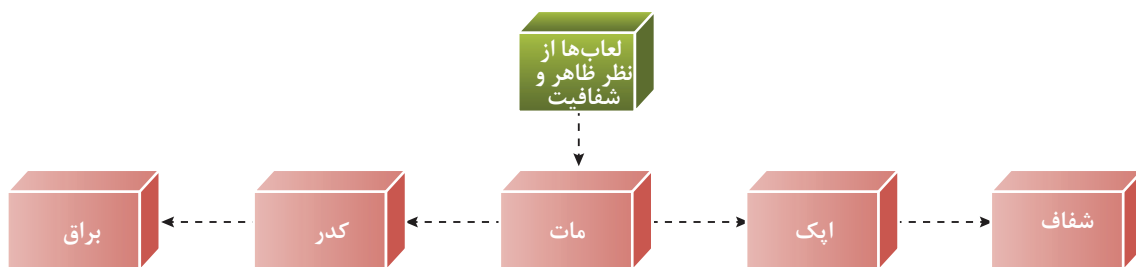 لعاب‌ها از
نظر ظاهر و
شفافیت
شفاف
اپک
مات
کدر
براق